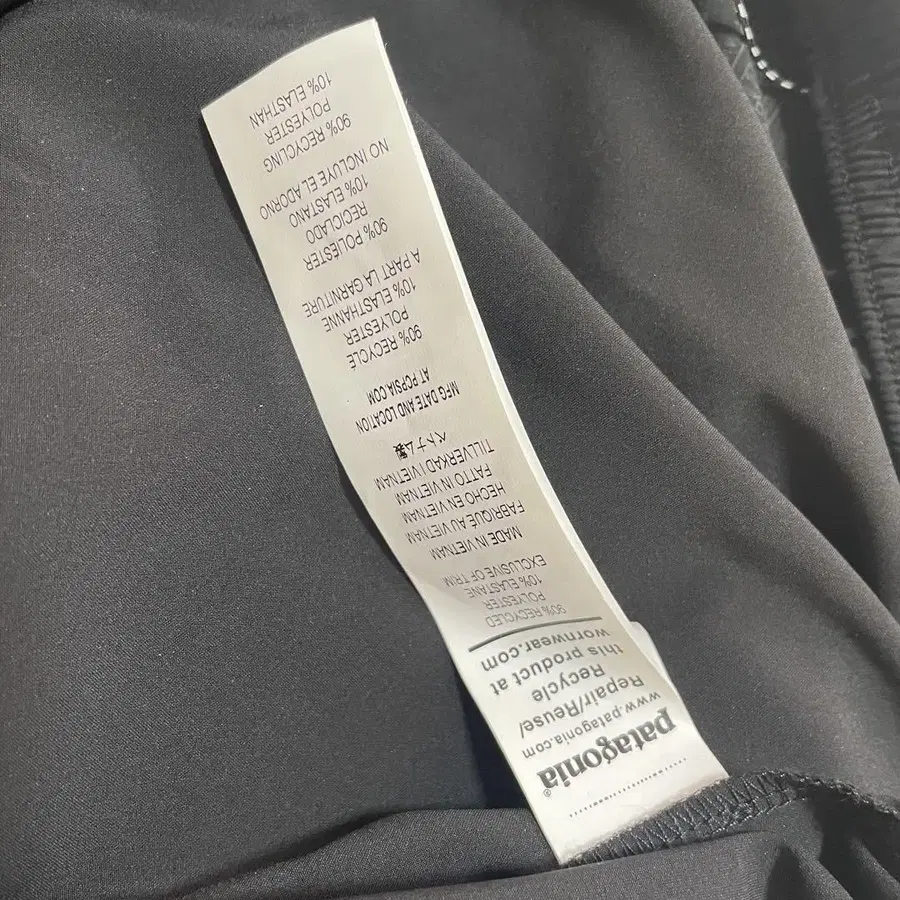 patagonia®
www.patagonia.com
Repair/Reuse/
Recycle
this product at
wornwear.com
90% RECYCLED
POLYESTER
10% ELASTANE
EXCLUSIVE OF TRIM
MADE IN VIETNAM
FABRIQUÉ AU VIETNAM
HECHO EN VIETNAM
FATTO IN VIETNAM
TILLVERKAD I VIETNAM
ベトナム製
MFG DATE AND LOCATION
AT PCPSIA.COM
90% RECYCLÉ
POLYESTER
10% ELASTHANNE
A PART LA GARNITURE
90% POLIÉSTER
RECICLADO
10% ELASTANO
NO INCLUYE EL ADORNO
90% RECYCLING
POLYESTER
10% ELASTHAN